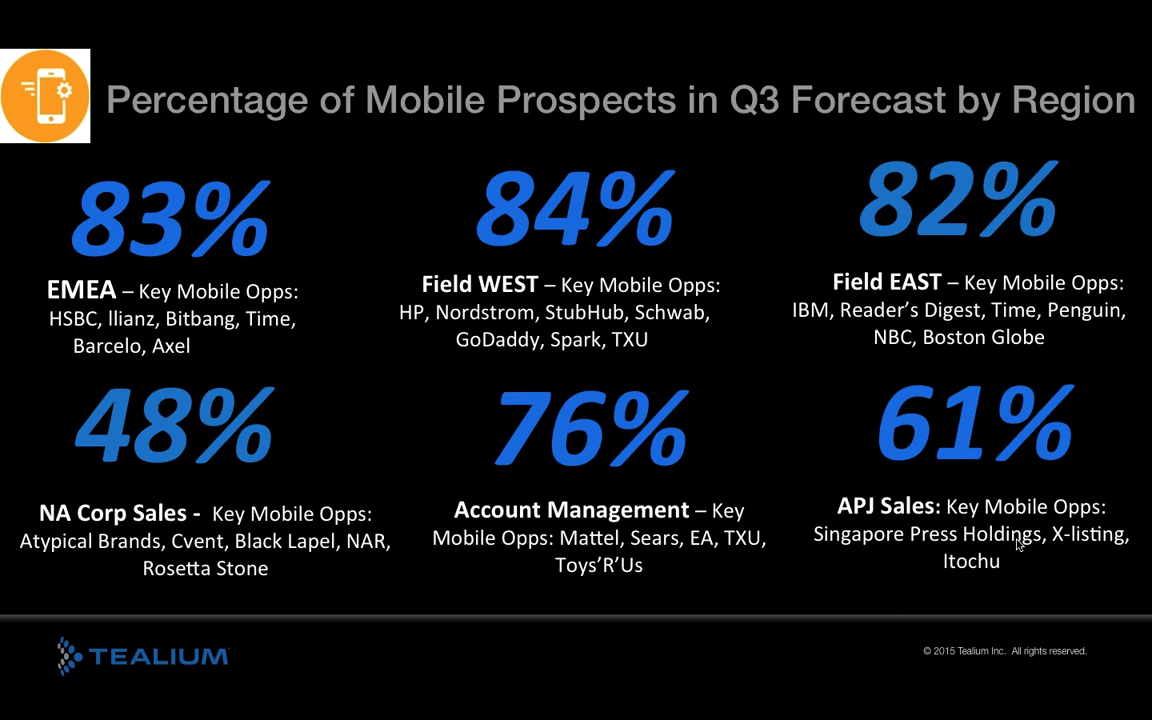 Percentage of Mobile Prospects in Q3 Forecast by Region
83%
EMEA – Key Mobile Opps:
HSBC, llianz, Bitbang, Time,
Barcelo, Axel
84%
Field WEST – Key Mobile Opps:
HP, Nordstrom, StubHub, Schwab,
GoDaddy, Spark, TXU
82%
Field EAST – Key Mobile Opps:
IBM, Reader’s Digest, Time, Penguin,
NBC, Boston Globe
48%
NA Corp Sales - Key Mobile Opps:
Atypical Brands, Cvent, Black Lapel, NAR,
Rosetta Stone
76%
Account Management – Key
Mobile Opps: Mattel, Sears, EA, TXU,
Toys’R’Us
61%
APJ Sales: Key Mobile Opps:
Singapore Press Holdings, X-listing,
Itochu
TEALIUM
© 2015 Tealium Inc. All rights reserved.